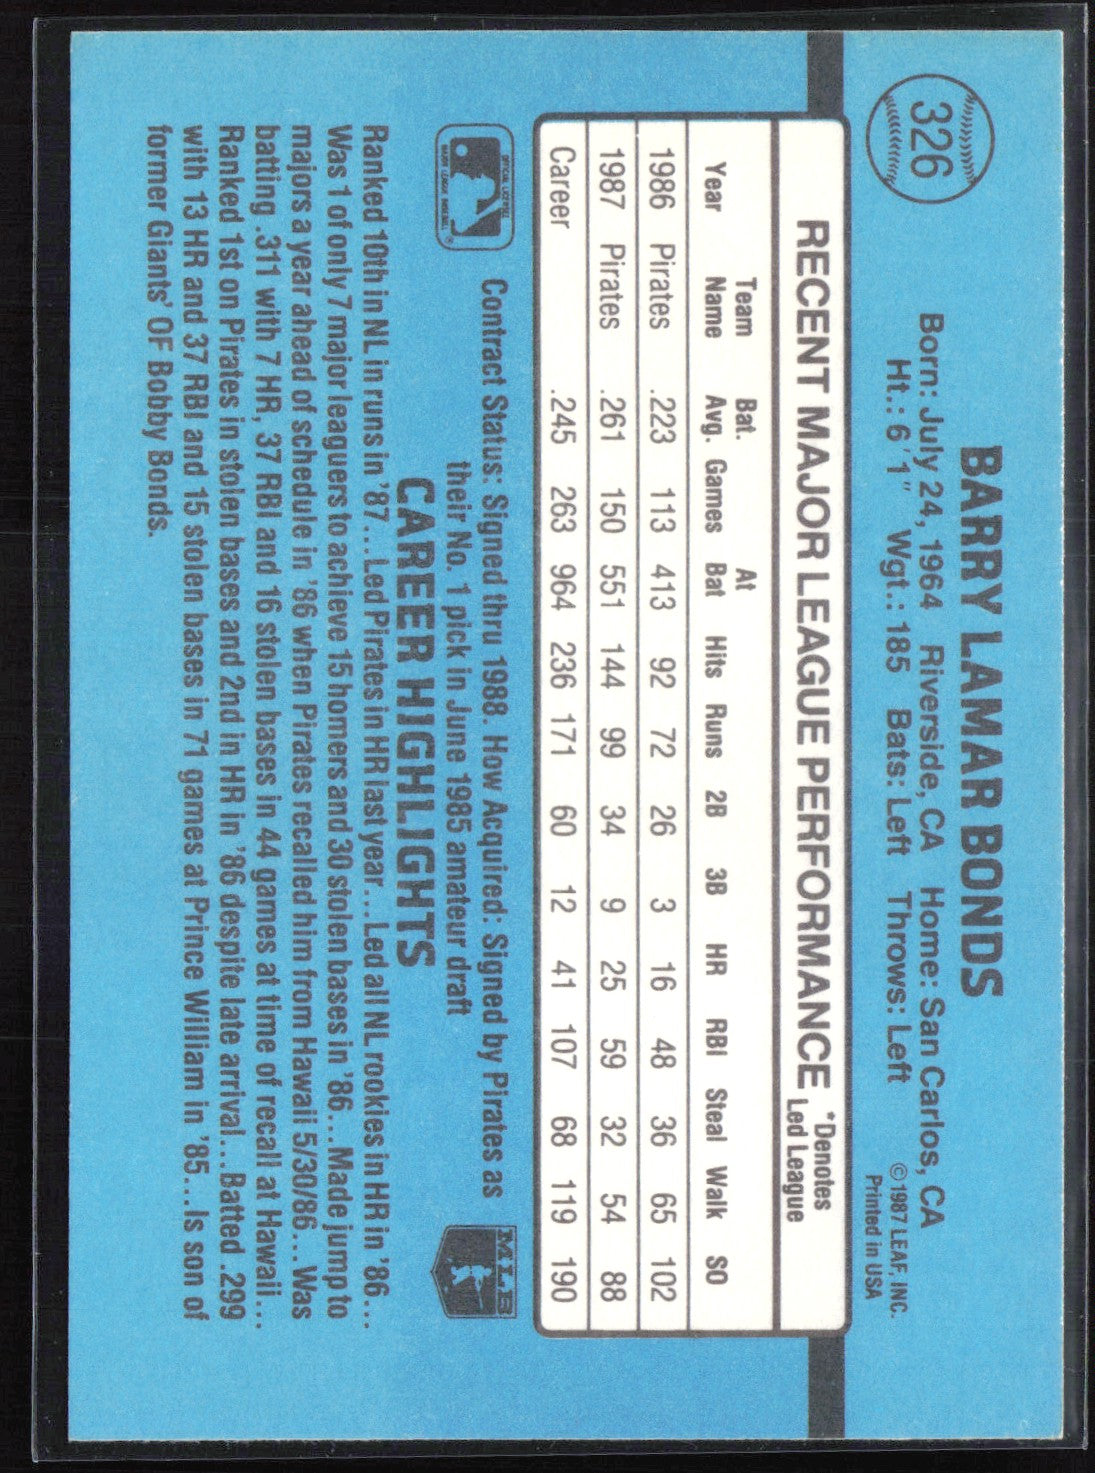 326
BARRY LAMAR BONDS
Born: July 24, 1964 Riverside, CA Home: San Carlos, CA
Ht.: 6'1" Wgt.: 185 Bats: Left Throws: Left
©1987 LEAF, INC.
Printed in USA
RECENT MAJOR LEAGUE PERFORMANCE *Denotes Led League
Year Team Name Bat. Avg. Games At Bat Hits Runs 2B 3B HR RBI Steal Walk SO
1986 Pirates .223 113 413 92 72 26 3 16 48 36 65 102
1987 Pirates .261 150 551 144 99 34 9 25 59 32 54 88
Career .245 263 964 236 171 60 12 41 107 68 119 190
OFFICIAL LICENSEE
MAJOR LEAGUE BASEBALL
Contract Status: Signed thru 1988. How Acquired: Signed by Pirates as
their No. 1 pick in June 1985 amateur draft
MLB
CAREER HIGHLIGHTS
Ranked 10th in NL in runs in '87...Led Pirates in HR last year...Led all NL rookies in HR in '86...
Was 1 of only 7 major leaguers to achieve 15 homers and 30 stolen bases in '86...Made jump to
majors a year ahead of schedule in '86 when Pirates recalled him from Hawaii 5/30/86...Was
batting .311 with 7 HR, 37 RBI and 16 stolen bases in 44 games at time of recall at Hawaii...
Ranked 1st on Pirates in stolen bases and 2nd in HR in '86 despite late arrival...Batted .299
with 13 HR and 37 RBI and 15 stolen bases in 71 games at Prince William in '85...Is son of
former Giants' OF Bobby Bonds.